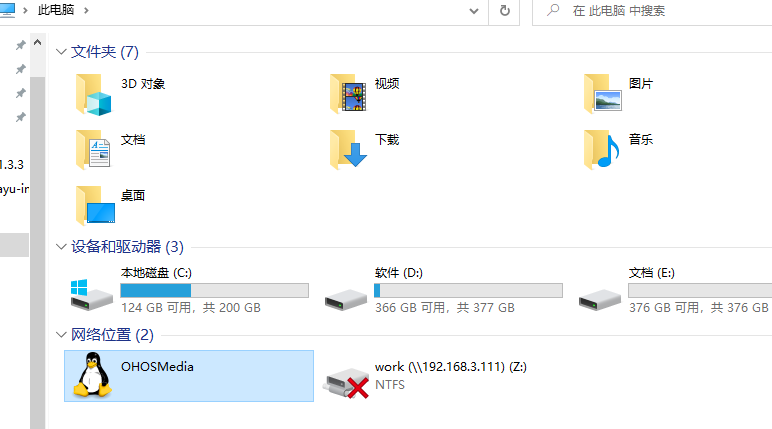 此电脑
在 此电脑 中搜索
文件夹 (7)
3D 对象
视频
图片
文档
下载
音乐
1.3.3
ayu-in
桌面
设备和驱动器 (3)
本地磁盘 (C:)
软件 (D:)
文档 (E:)
124 GB 可用，共 200 GB
366 GB 可用，共 377 GB
376 GB 可用，共 376 GB
网络位置 (2)
OHOSMedia
work (\\192.168.3.111) (Z:)
NTFS